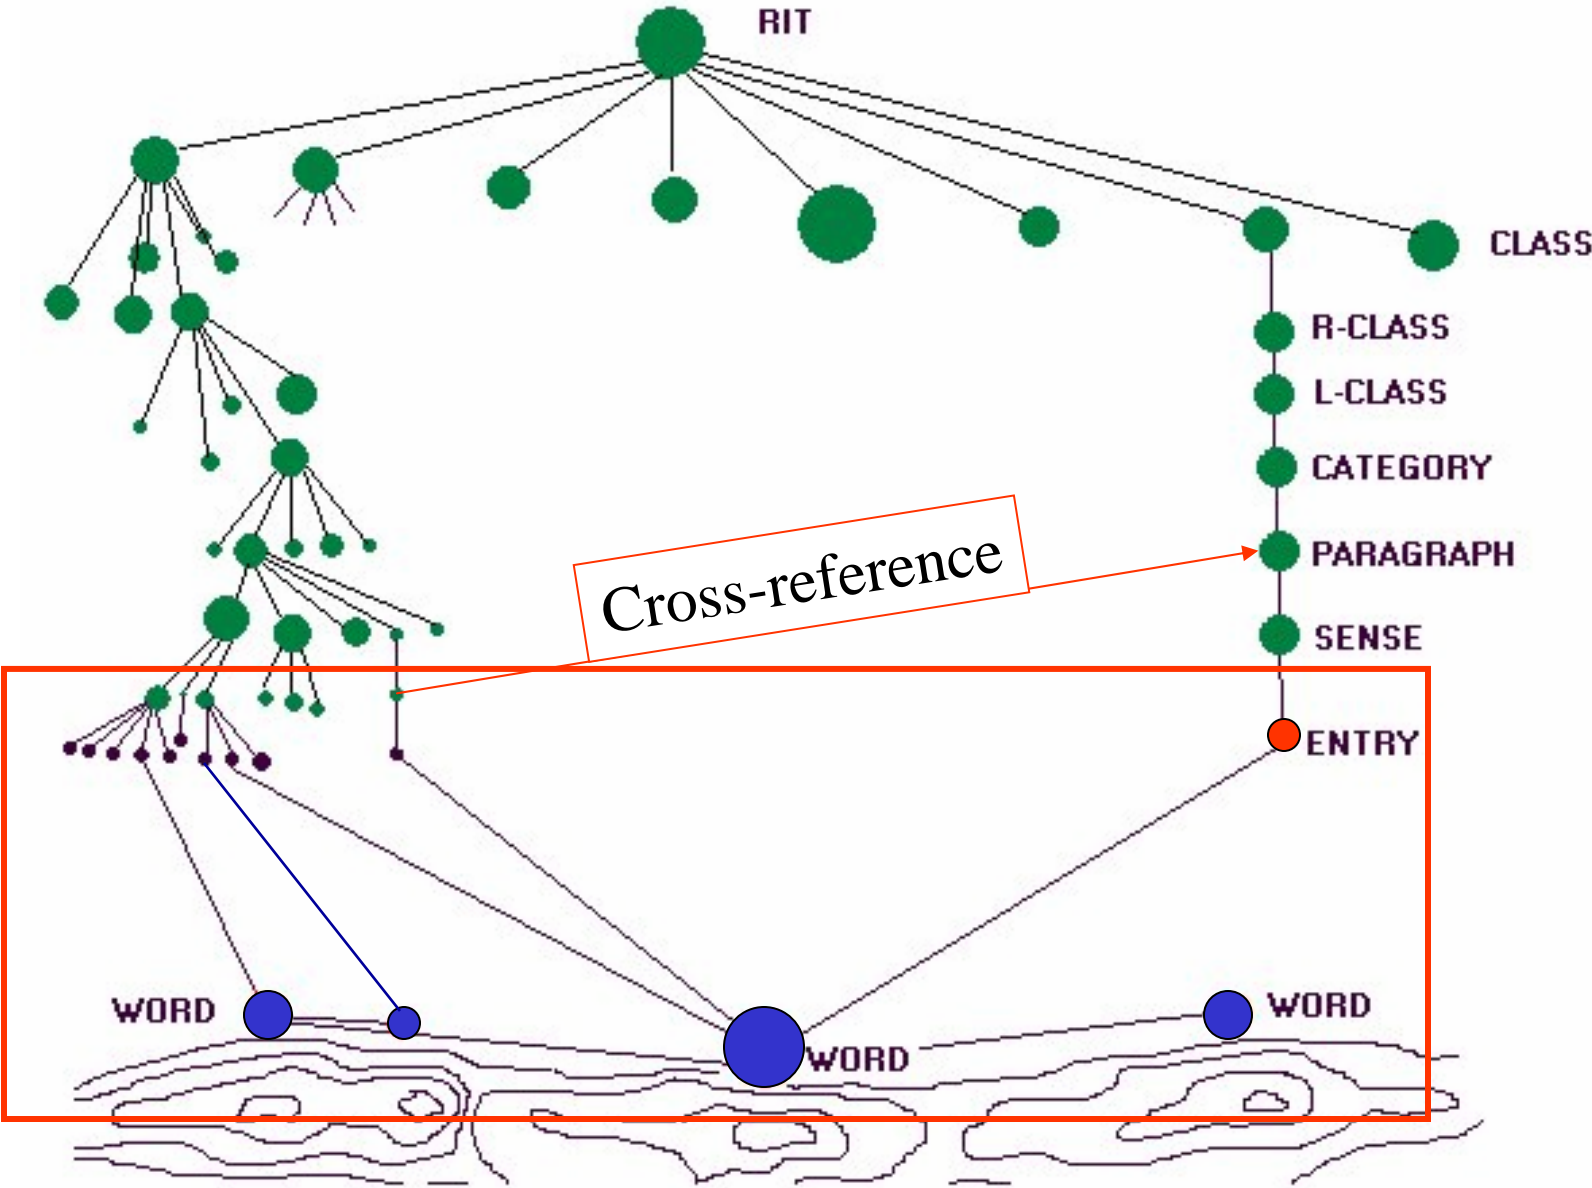 RIT
CLASS
R-CLASS
L-CLASS
CATEGORY
Cross-reference
PARAGRAPH
SENSE
ENTRY
WORD
WORD
WORD